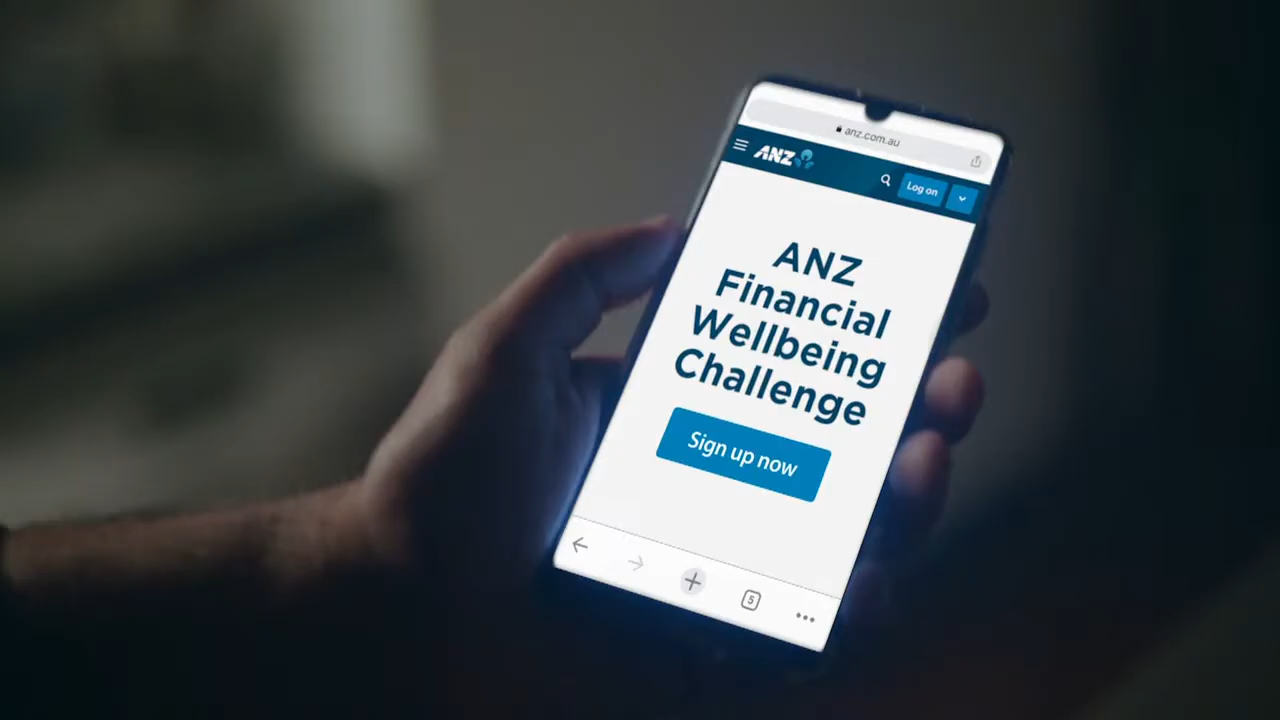 anz.com.au
ANZ
Log on
ANZ
Financial
Wellbeing
Challenge
Sign up now
5